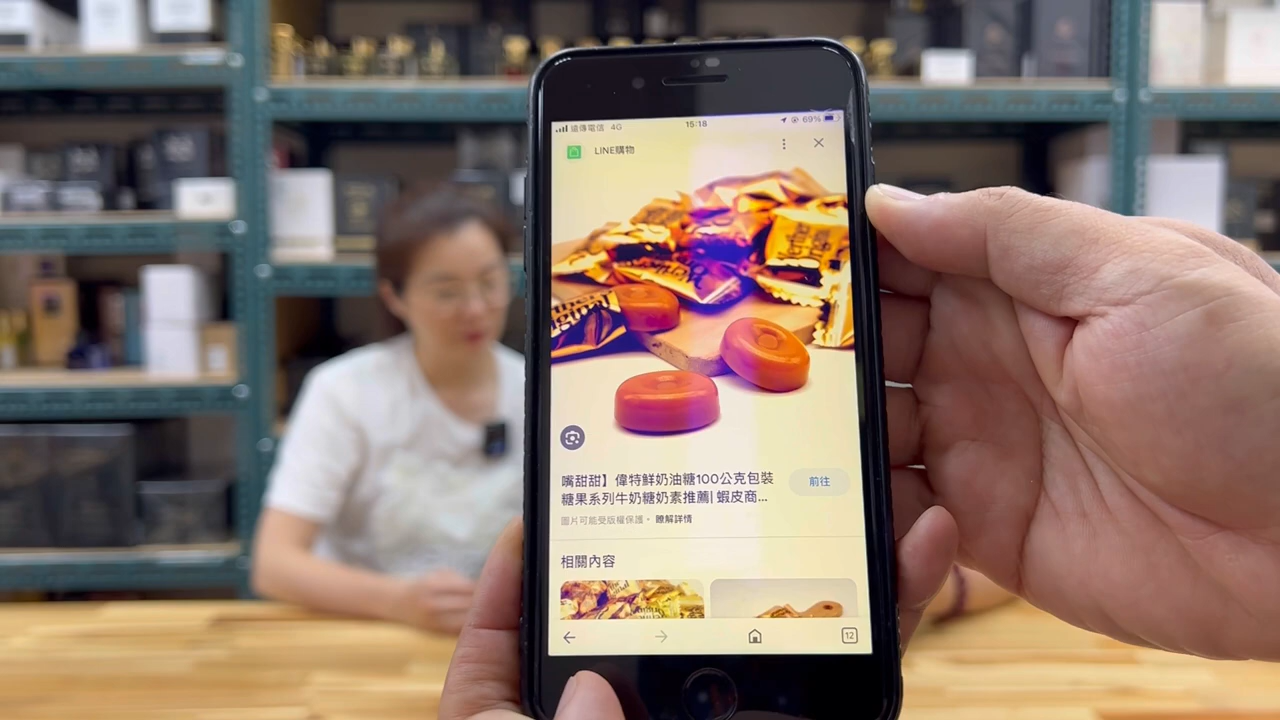 遠傳電信 4G
15:18
69%
LINE購物
嘴甜甜】偉特鮮奶油糖100公克包裝
糖果系列牛奶糖奶素推薦| 蝦皮商...
前往
圖片可能受版權保護。瞭解詳情
相關內容
12